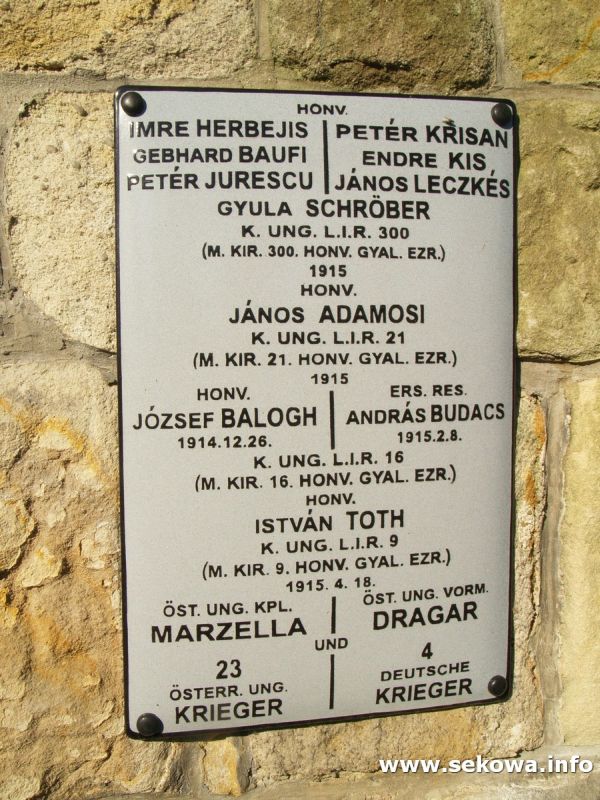 HONV.
IMRE HERBEJIS PETÉR KŘISAN
GEBHARD BAUFI ENDRE KIS
PETÉR JURESCU JÁNOS LECZKÉS
GYULA SCHRÖBER
K. UNG. L.I.R. 300
(M. KIR. 300. HONV. GYAL. EZR.)
1915
HONV.
JÁNOS ADAMOSI
K. UNG. L.I.R. 21
(M. KIR. 21. HONV. GYAL. EZR.)
1915
HONV. ERS. RES.
JÓZSEF BALOGH ANDRÁS BUDACS
1914.12.26. 1915.2.8.
K. UNG. L.I.R. 16
(M. KIR. 16. HONV. GYAL. EZR.)
HONV.
ISTVÁN TOTH
K. UNG. L.I.R. 9
(M. KIR. 9. HONV. GYAL. EZR.)
1915. 4. 18.
ÖST. UNG. KPL. ÖST. UNG. VORM.
MARZELLA DRAGAR
UND
23 4
ÖSTERR. UNG. DEUTSCHE
KRIEGER KRIEGER
www.sekowa.info